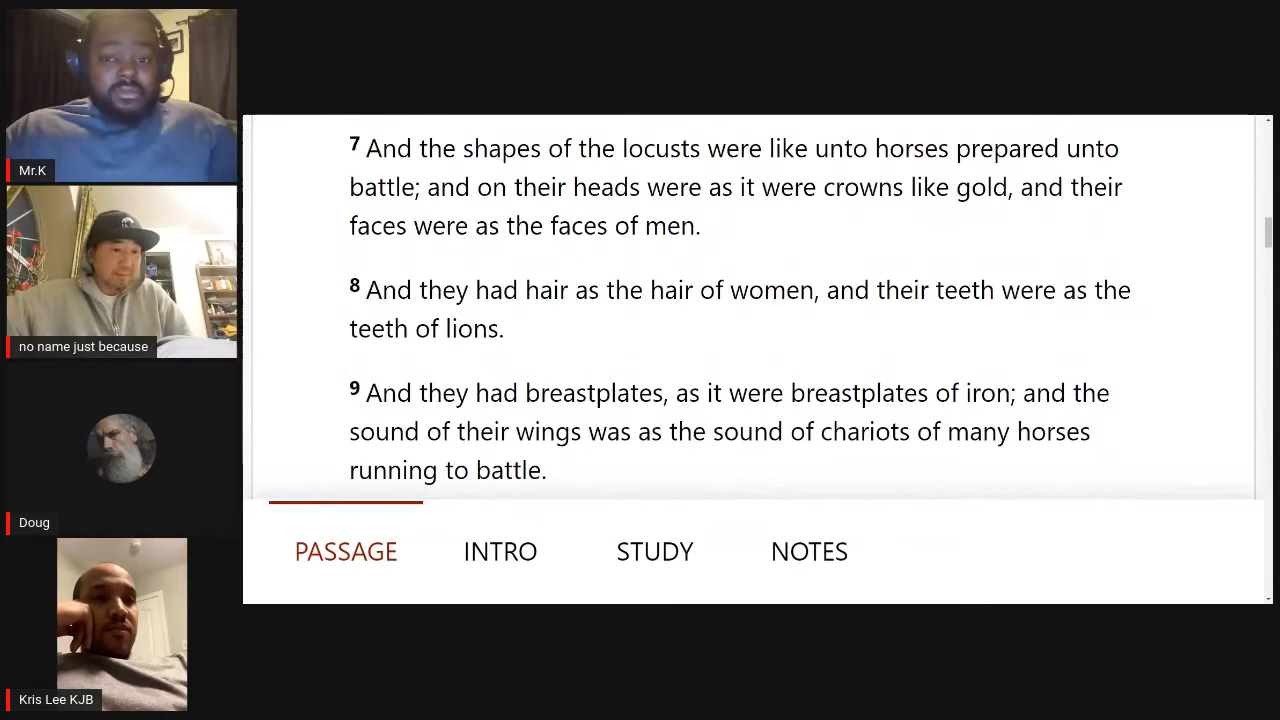 Mr.K
no name just because
Doug
Kris Lee KJB
7 And the shapes of the locusts were like unto horses prepared unto
battle; and on their heads were as it were crowns like gold, and their
faces were as the faces of men.
8 And they had hair as the hair of women, and their teeth were as the
teeth of lions.
9 And they had breastplates, as it were breastplates of iron; and the
sound of their wings was as the sound of chariots of many horses
running to battle.
PASSAGE INTRO STUDY NOTES